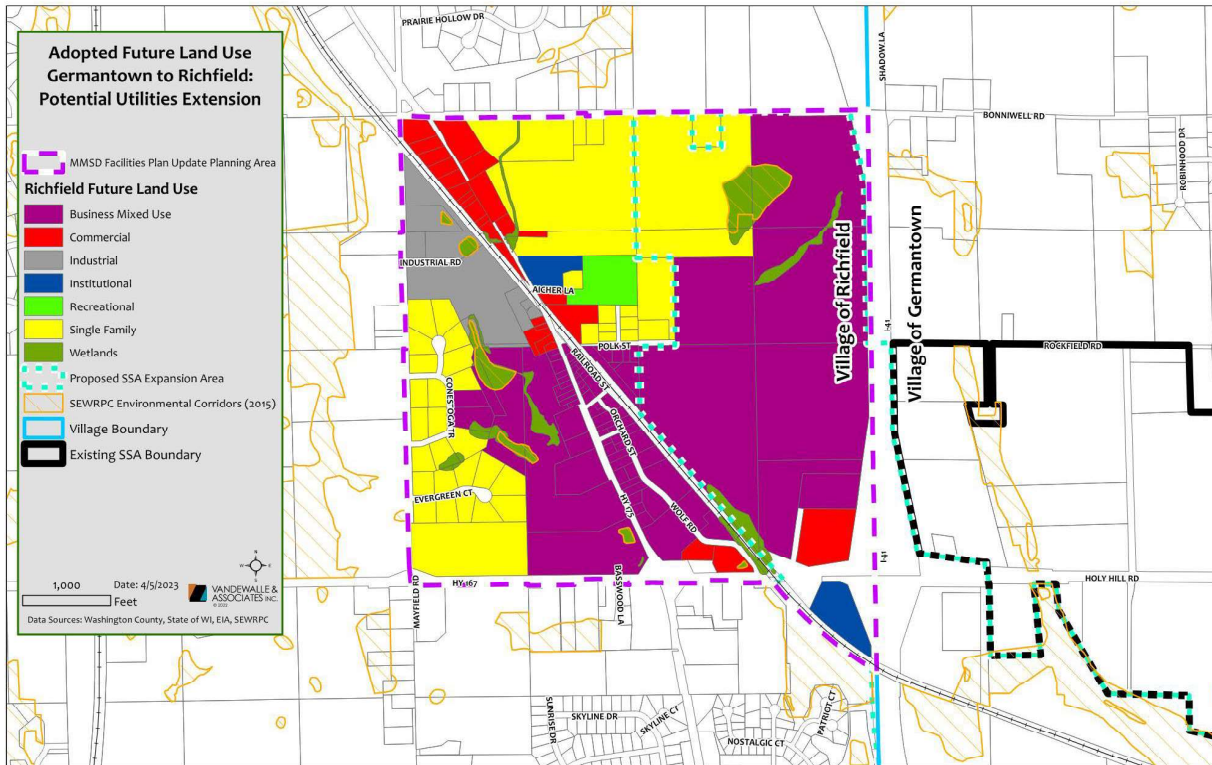 Adopted Future Land Use
Germantown to Richfield:
Potential Utilities Extension
MMSD Facilities Plan Update Planning Area
Richfield Future Land Use
Business Mixed Use
Commercial
Industrial
Institutional
Recreational
Single Family
Wetlands
Proposed SSA Expansion Area
SEWRPC Environmental Corridors (2015)
Village Boundary
Existing SSA Boundary
N
W
E
S
1,000
Feet
Date: 4/5/2023
VANDEWALLE &
ASSOCIATES INC.
© 2023
Data Sources: Washington County, State of WI, EIA, SEWRPC
PRAIRIE HOLLOW DR
SHADOW LA
BONNIWELL RD
ROBINHOOD DR
INDUSTRIAL RD
AICHER LA
POLK ST
RAILROAD ST
CONESTOGA TR
ORCHARD ST
EVERGREEN CT
HY 175
WOLF RD
Village of Richfield
Village of Germantown
I-41
ROCKFIELD RD
I-41
HOLY HILL RD
HY 167
MAYFIELD RD
BASSWOOD LA
SUNRISE DR
SKYLINE DR
SKYLINE CT
NOSTALGIC CT
PATRIOT CT